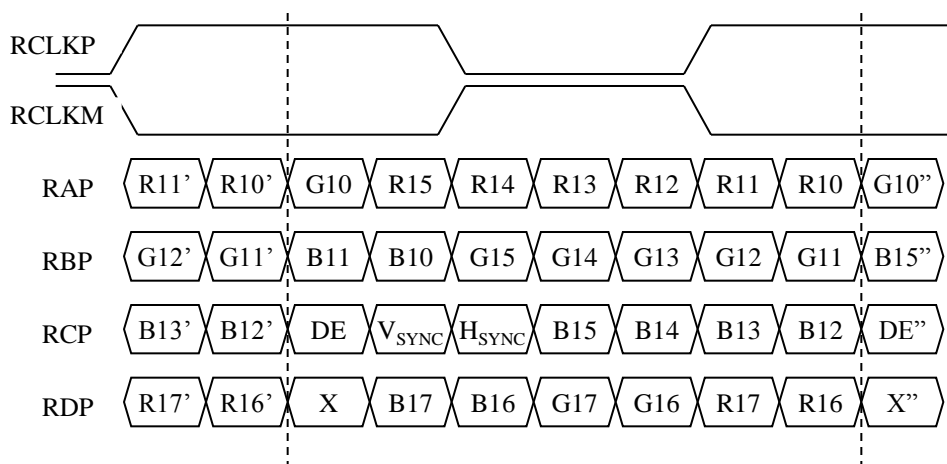 RCLKP
RCLKM
RAP R11’ R10’ G10 R15 R14 R13 R12 R11 R10 G10”
RBP G12’ G11’ B11 B10 G15 G14 G13 G12 G11 B15”
RCP B13’ B12’ DE VSYNC HSYNC B15 B14 B13 B12 DE”
RDP R17’ R16’ X B17 B16 G17 G16 R17 R16 X”